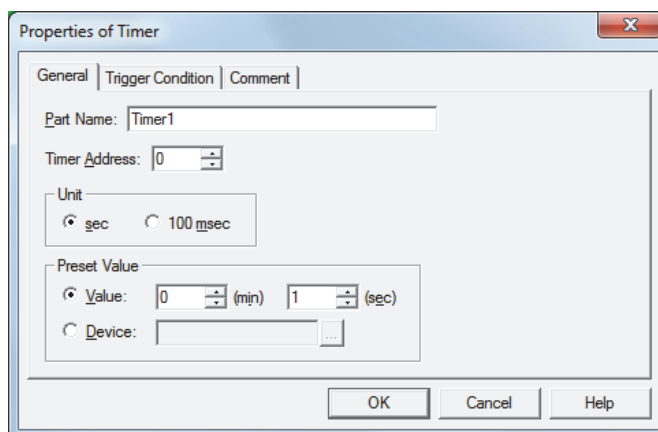 Properties of Timer
General Trigger Condition Comment
Part Name: Timer1
Timer Address: 0
Unit
sec 100 msec
Preset Value
Value: 0 (min) 1 (sec)
Device: ...
OK Cancel Help